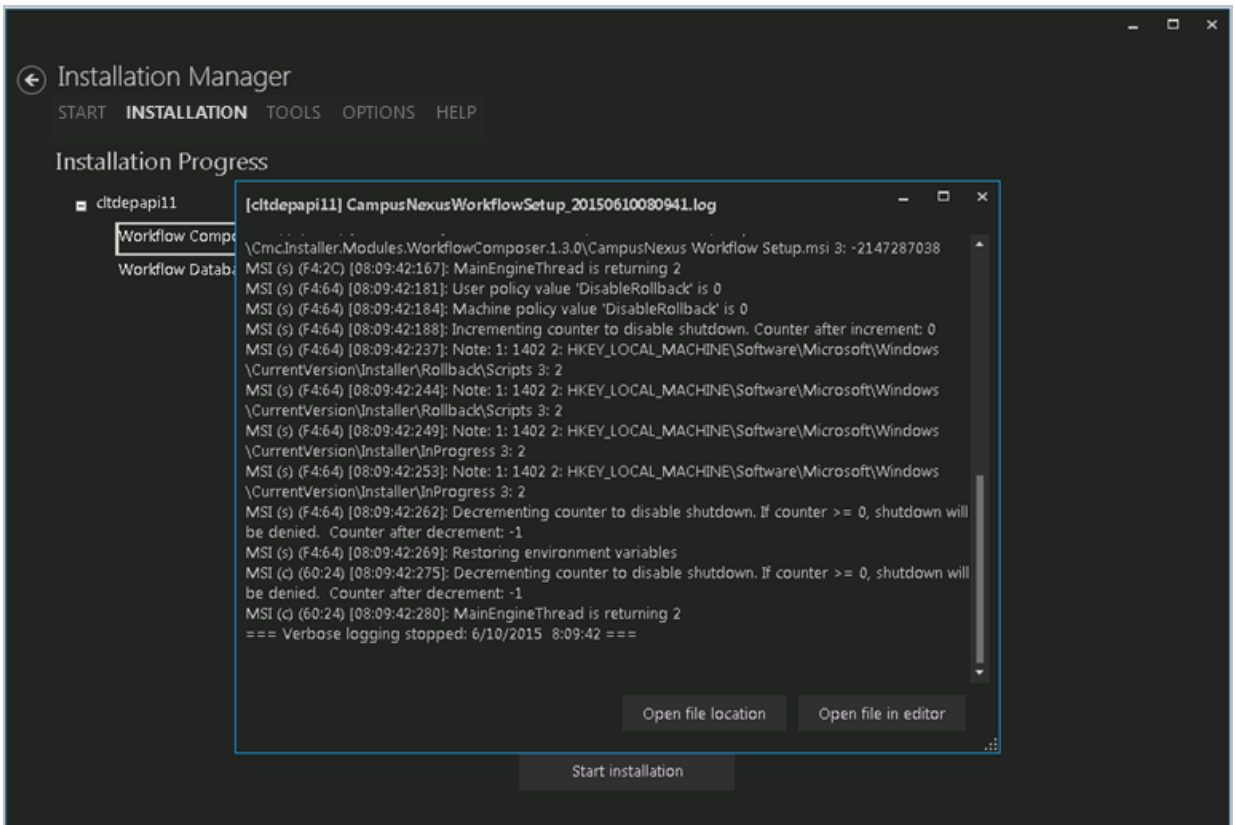 Installation Manager
START INSTALLATION TOOLS OPTIONS HELP
Installation Progress
cltdepapi11
Workflow Compo
Workflow Databa
[cltdepapi11] CampusNexusWorkflowSetup_20150610080941.log
\Cmc.Installer.Modules.WorkflowComposer.1.3.0\CampusNexus Workflow Setup.msi 3: -2147287038
MSI (s) (F4:2C) [08:09:42:167]: MainEngineThread is returning 2
MSI (s) (F4:64) [08:09:42:181]: User policy value 'DisableRollback' is 0
MSI (s) (F4:64) [08:09:42:184]: Machine policy value 'DisableRollback' is 0
MSI (s) (F4:64) [08:09:42:188]: Incrementing counter to disable shutdown. Counter after increment: 0
MSI (s) (F4:64) [08:09:42:237]: Note: 1: 1402 2: HKEY_LOCAL_MACHINE\Software\Microsoft\Windows
\CurrentVersion\Installer\Rollback\Scripts 3: 2
MSI (s) (F4:64) [08:09:42:244]: Note: 1: 1402 2: HKEY_LOCAL_MACHINE\Software\Microsoft\Windows
\CurrentVersion\Installer\Rollback\Scripts 3: 2
MSI (s) (F4:64) [08:09:42:249]: Note: 1: 1402 2: HKEY_LOCAL_MACHINE\Software\Microsoft\Windows
\CurrentVersion\Installer\InProgress 3: 2
MSI (s) (F4:64) [08:09:42:253]: Note: 1: 1402 2: HKEY_LOCAL_MACHINE\Software\Microsoft\Windows
\CurrentVersion\Installer\InProgress 3: 2
MSI (s) (F4:64) [08:09:42:262]: Decrementing counter to disable shutdown. If counter >= 0, shutdown will
be denied.  Counter after decrement: -1
MSI (s) (F4:64) [08:09:42:269]: Restoring environment variables
MSI (c) (60:24) [08:09:42:275]: Decrementing counter to disable shutdown. If counter >= 0, shutdown will
be denied.  Counter after decrement: -1
MSI (c) (60:24) [08:09:42:280]: MainEngineThread is returning 2
=== Verbose logging stopped: 6/10/2015  8:09:42 ===
Open file location
Open file in editor
Start installation